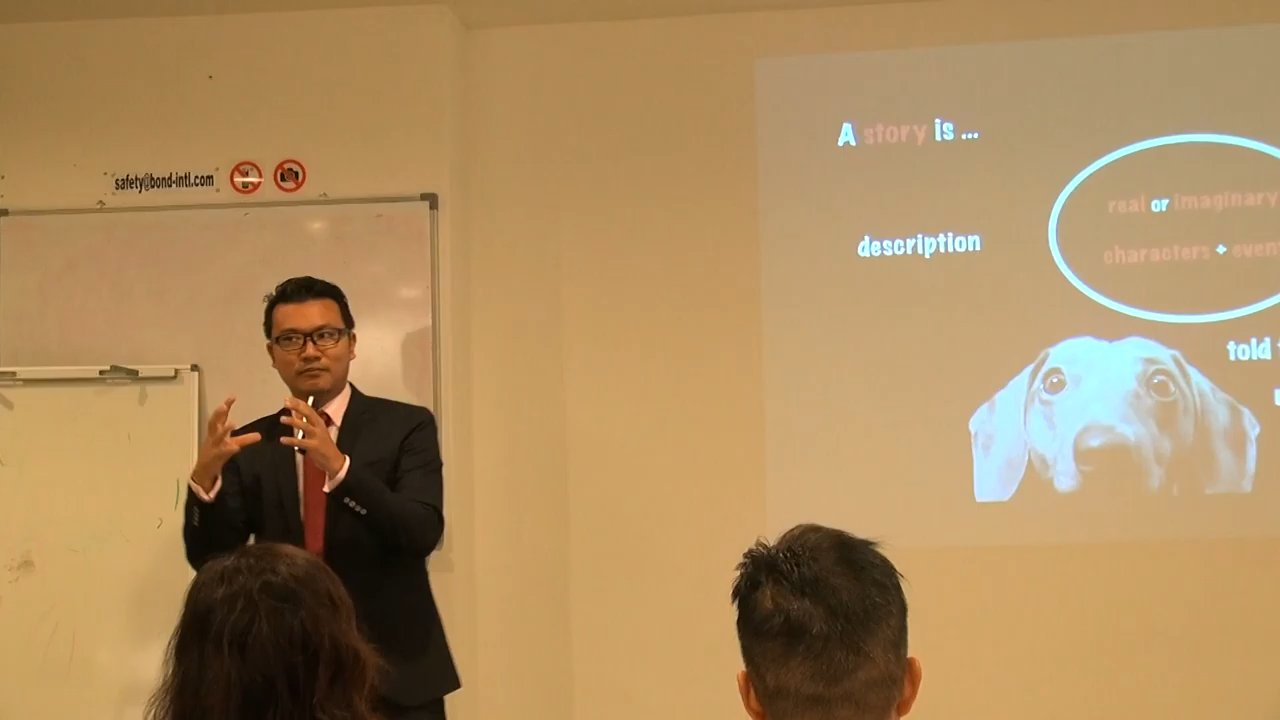 safety@bond-intl.com
A story is ...
real or imaginary
description
characters + even
told